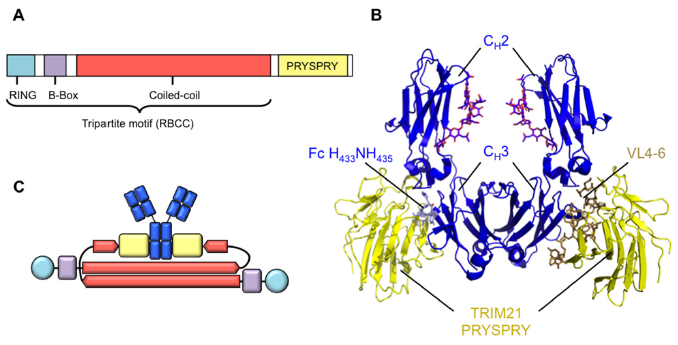 A
PRYSPRY
RING
B-Box
Coiled-coil
Tripartite motif (RBCC)
B
CH2
Fc H433NH435
CH3
VL4-6
TRIM21
PRYSPRY
C